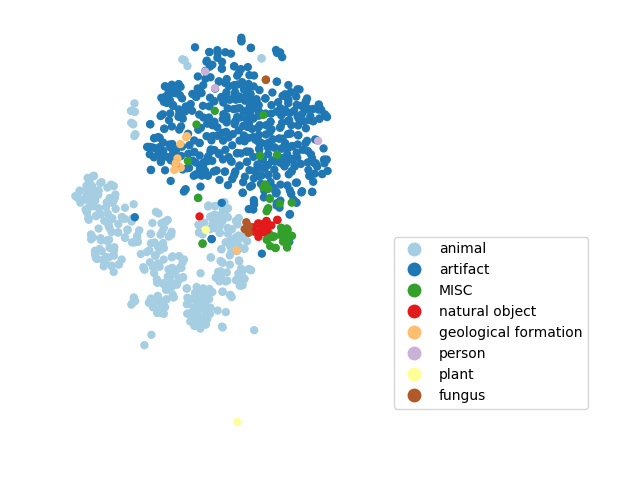 animal
artifact
MISC
natural object
geological formation
person
plant
fungus